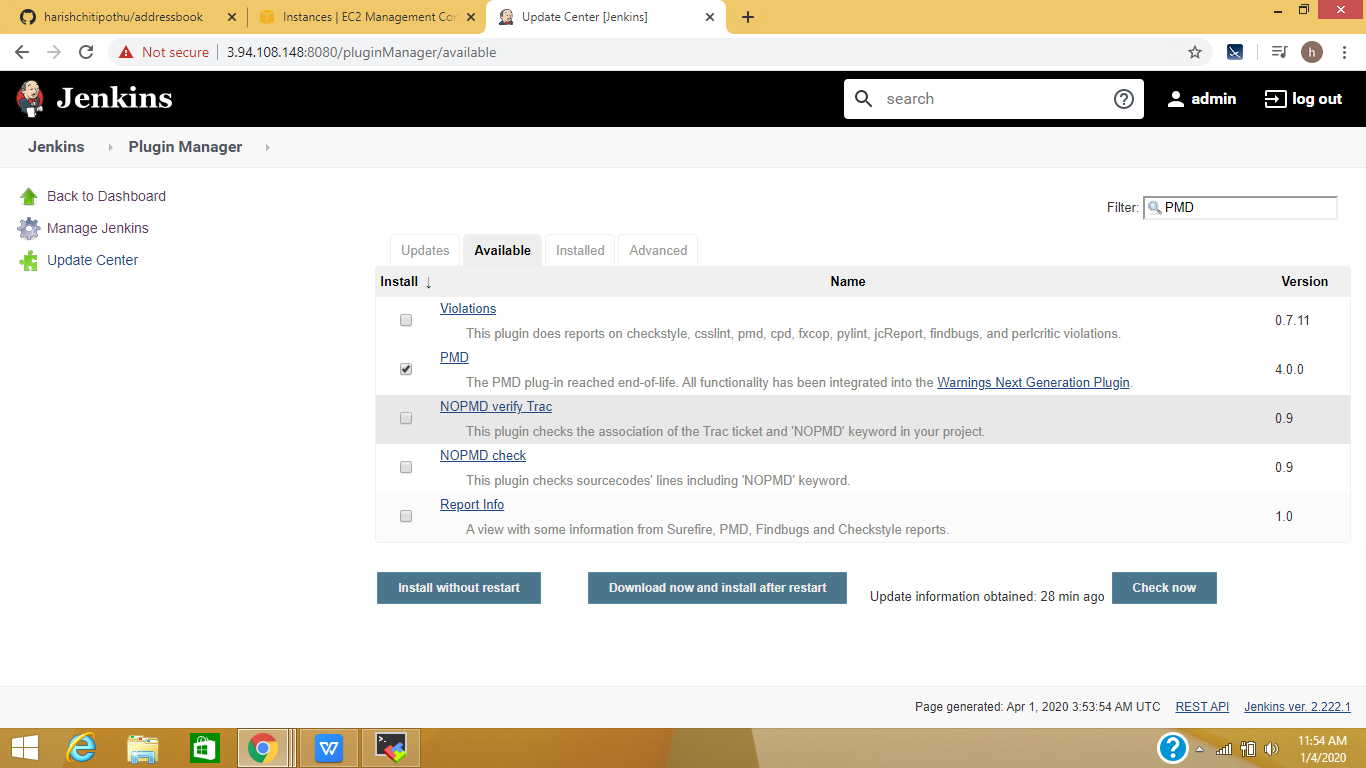 harishchitipothu/addressbook
Instances | EC2 Management Con
Update Center [Jenkins]
Not secure
3.94.108.148:8080/pluginManager/available
h
Jenkins
search
admin
log out
Jenkins
Plugin Manager
Back to Dashboard
Manage Jenkins
Update Center
Filter: PMD
Updates
Available
Installed
Advanced
Install ↓ Name Version
Violations
This plugin does reports on checkstyle, csslint, pmd, cpd, fxcop, pylint, jcReport, findbugs, and perlcritic violations.
0.7.11
PMD
The PMD plug-in reached end-of-life. All functionality has been integrated into the Warnings Next Generation Plugin.
4.0.0
NOPMD verify Trac
This plugin checks the association of the Trac ticket and 'NOPMD' keyword in your project.
0.9
NOPMD check
This plugin checks sourcecodes' lines including 'NOPMD' keyword.
0.9
Report Info
A view with some information from Surefire, PMD, Findbugs and Checkstyle reports.
1.0
Install without restart
Download now and install after restart
Update information obtained: 28 min ago
Check now
Page generated: Apr 1, 2020 3:53:54 AM UTC
REST API
Jenkins ver. 2.222.1
11:54 AM
1/4/2020